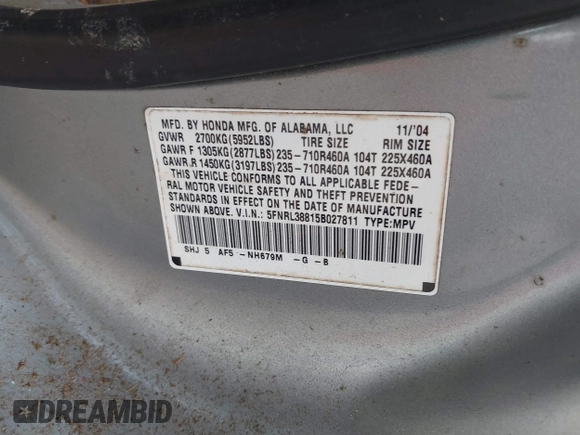 MFD. BY HONDA MFG. OF ALABAMA, LLC 11/'04
GVWR 2700KG(5952LBS) TIRE SIZE RIM SIZE
GAWR F 1305KG(2877LBS)235-710R460A 104T 225X460A
GAWR.R 1450KG(3197LBS)235-710R460A 104T 225X460A
THIS VEHICLE CONFORMS TO ALL APPLICABLE FEDE-
RAL MOTOR VEHICLE SAFETY AND THEFT PREVENTION
STANDARDS IN EFFECT ON THE DATE OF MANUFACTURE
SHOWN ABOVE. V.I.N.: 5FNRL38815B027811 TYPE:MPV
SHJ 5 AF5 -NH679M -G -B
DREAMBID